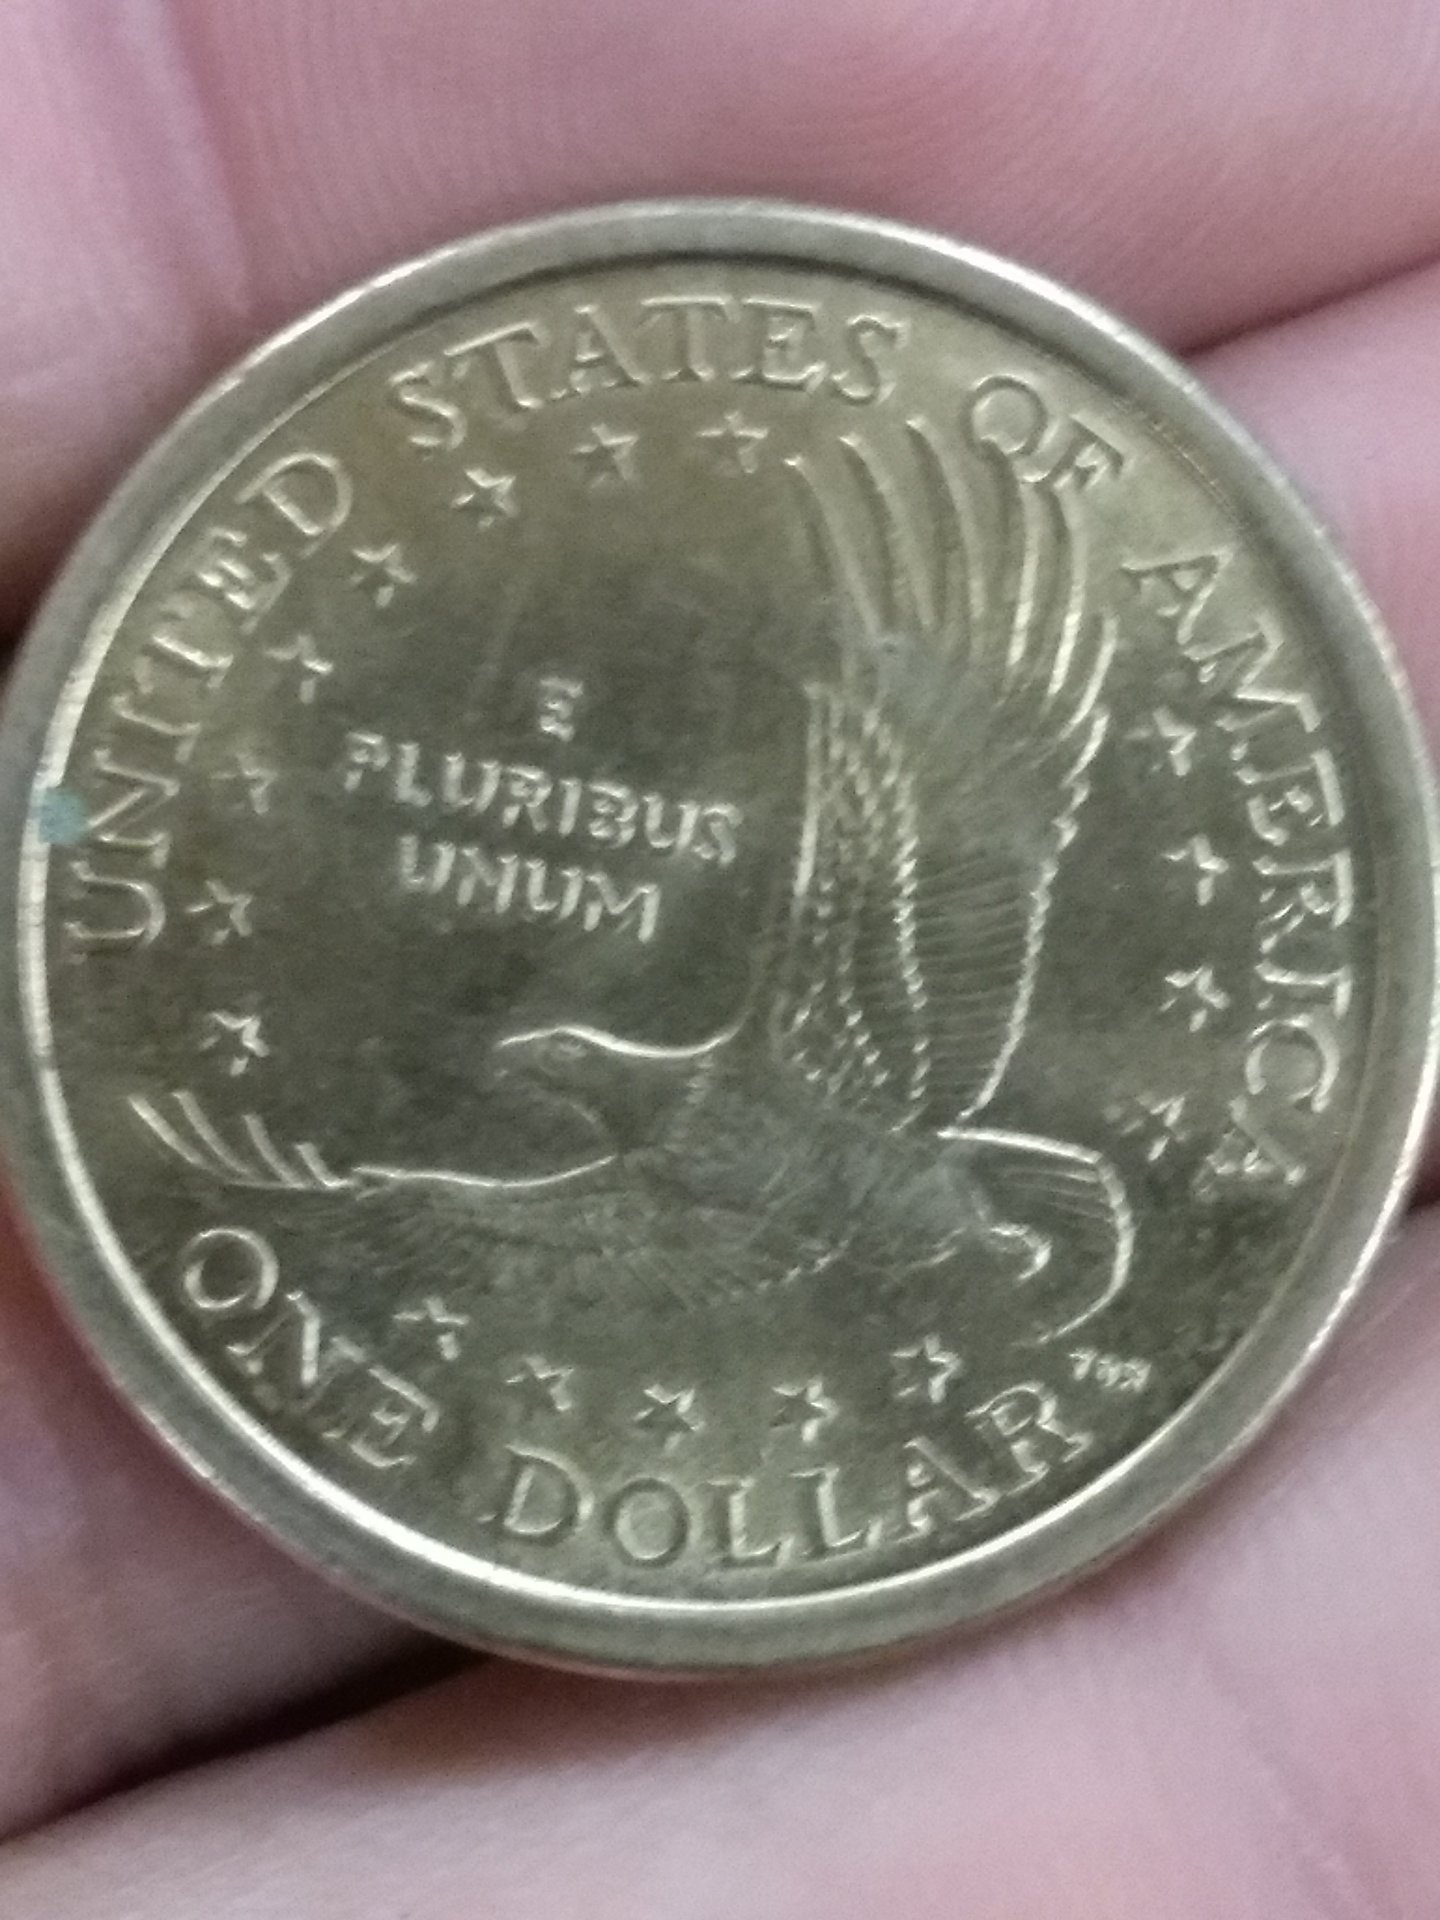 UNITED STATES OF AMERICA
E
PLURIBUS
UNUM
ONE DOLLAR